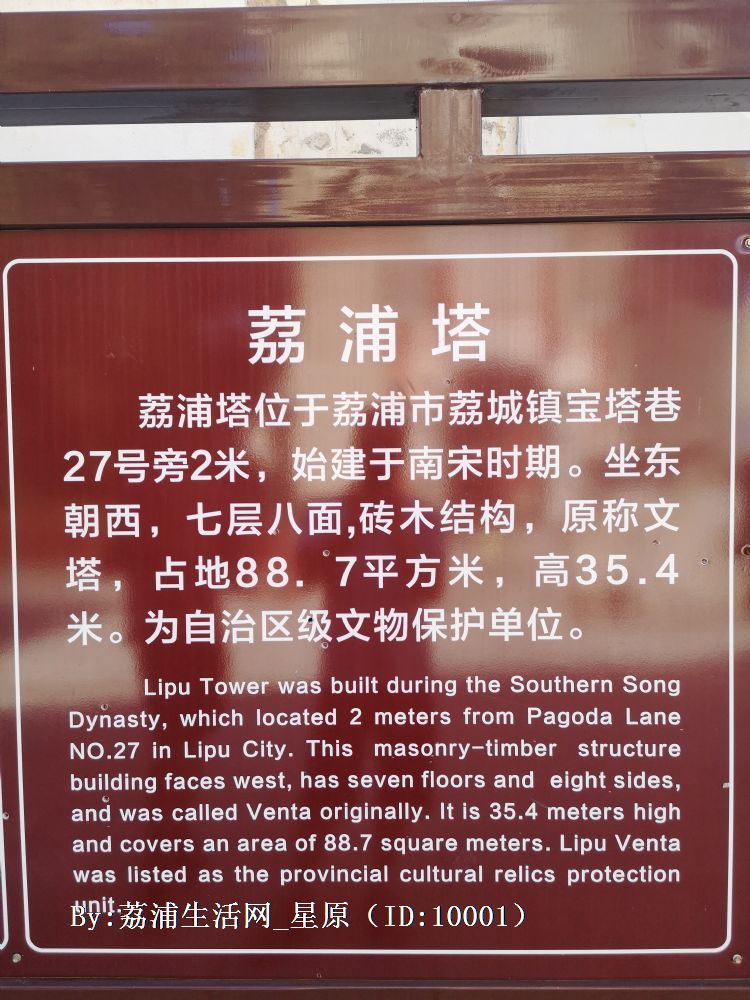 荔浦塔
荔浦塔位于荔浦市荔城镇宝塔巷
27号旁2米，始建于南宋时期。坐东
朝西，七层八面,砖木结构，原称文
塔，占地88. 7平方米，高35.4
米。为自治区级文物保护单位。
Lipu Tower was built during the Southern Song
Dynasty, which located 2 meters from Pagoda Lane
NO.27 in Lipu City. This masonry-timber structure
building faces west, has seven floors and eight sides,
and was called Venta originally. It is 35.4 meters high
and covers an area of 88.7 square meters. Lipu Venta
was listed as the provincial cultural relics protection
unit.
By:荔浦生活网_星原（ID:10001）